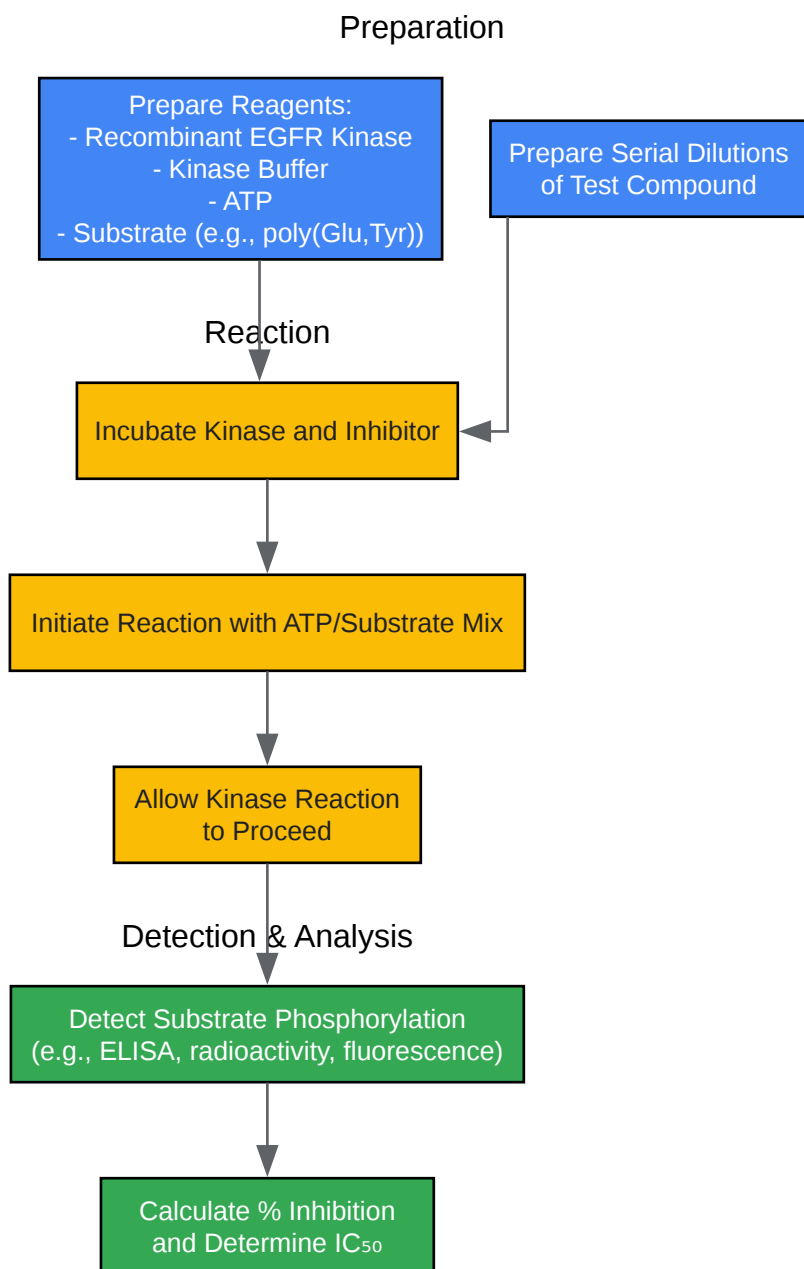 Preparation
Prepare Reagents:
- Recombinant EGFR Kinase
- Kinase Buffer
- ATP
- Substrate (e.g., poly(Glu,Tyr))
Prepare Serial Dilutions
of Test Compound
Reaction
Incubate Kinase and Inhibitor
Initiate Reaction with ATP/Substrate Mix
Allow Kinase Reaction
to Proceed
Detection & Analysis
Detect Substrate Phosphorylation
(e.g., ELISA, radioactivity, fluorescence)
Calculate % Inhibition
and Determine IC₅₀